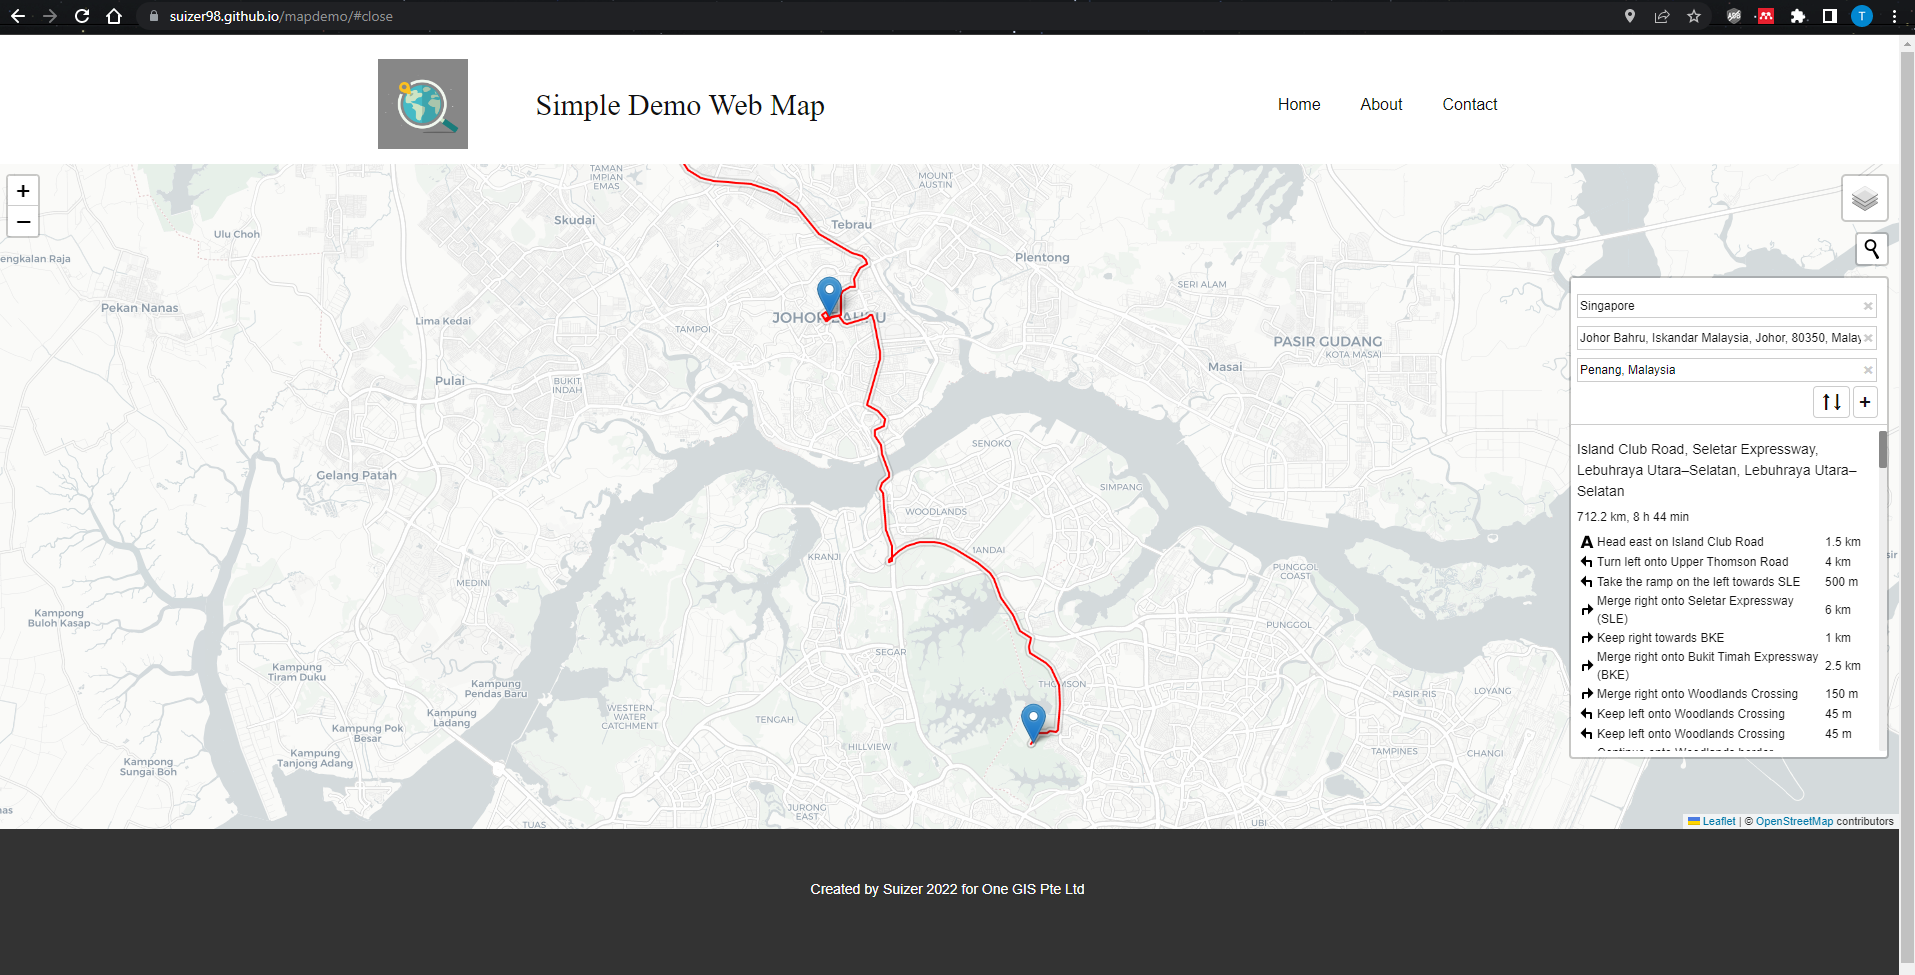 suizer98.github.io/mapdemo/#close
T
Simple Demo Web Map
Home
About
Contact
+
−
TAMAN
IMPIAN
EMAS
MOUNT
AUSTIN
Skudai
Tebrau
Ulu Choh
engkalan Raja
Plentong
SERI ALAM
Pekan Nanas
Lima Kedai
TAMPOI
JOHOR BAHRU
PASIR GUDANG
KOTA MASAI
Masai
Pulai
BUKIT
INDAH
SENOKO
Gelang Patah
SIMPANG
WOODLANDS
KRANJI
MANDAI
MEDINI
PUNGGOL
COAST
Kampong
Buloh Kasap
PUNGGOL
SEGAR
Kampung
Tiram Duku
Kampung
Pendas Baru
THOMSON
PASIR RIS
LOYANG
WESTERN
WATER
CATCHMENT
Kampung
Ladang
TENGAH
Kampung Pok
Besar
HILLVIEW
TAMPINES
CHANGI
Kampung
Tanjong Adang
Kampong
Sungai Boh
JURONG
EAST
TUAS
UBI
nas
sir
Singapore
Johor Bahru, Iskandar Malaysia, Johor, 80350, Malay
Penang, Malaysia
+
Island Club Road, Seletar Expressway,
Lebuhraya Utara–Selatan, Lebuhraya Utara–
Selatan
712.2 km, 8 h 44 min
A Head east on Island Club Road 1.5 km
Turn left onto Upper Thomson Road 4 km
Take the ramp on the left towards SLE 500 m
Merge right onto Seletar Expressway
(SLE) 6 km
Keep right towards BKE 1 km
Merge right onto Bukit Timah Expressway
(BKE) 2.5 km
Merge right onto Woodlands Crossing 150 m
Keep left onto Woodlands Crossing 45 m
Keep left onto Woodlands Crossing 45 m
Continue onto Woodlands border
Leaflet | © OpenStreetMap contributors
Created by Suizer 2022 for One GIS Pte Ltd